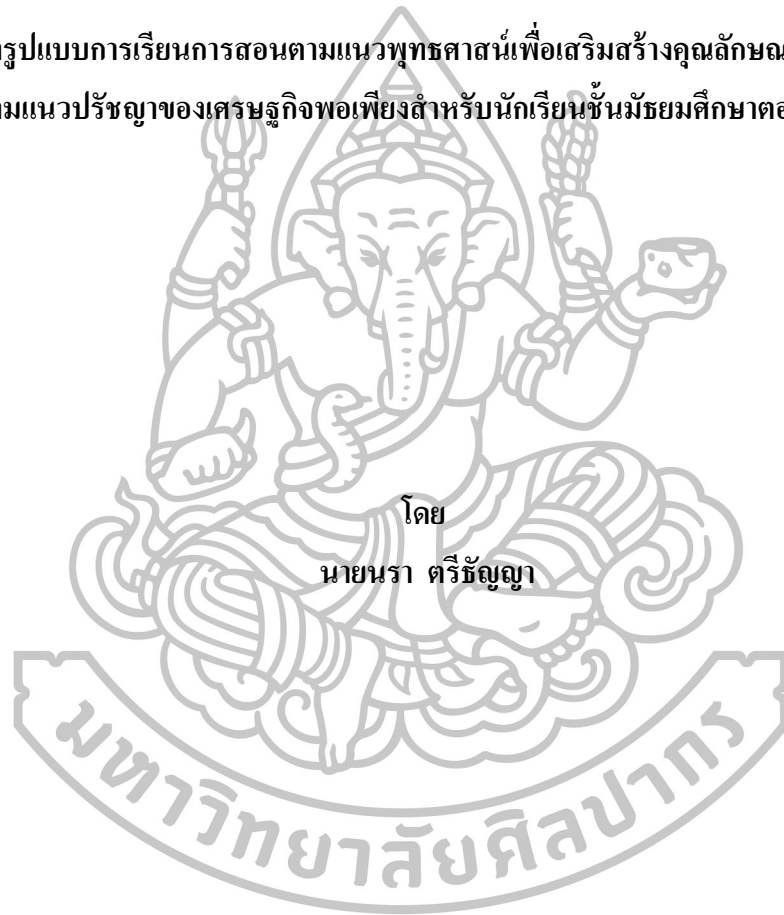 รูปแบบการเรียนการสอนตามแนวพุทธศาสน์เพื่อเสริมสร้างคุณลักษณ
ามแนวปรัชญาของเศรษฐกิจพอเพียงสำหรับนักเรียนชั้นมัธยมศึกษาตอ
โดย
นายนรา ตรีธัญญา
มหาวิทยาลัยศิลปากร